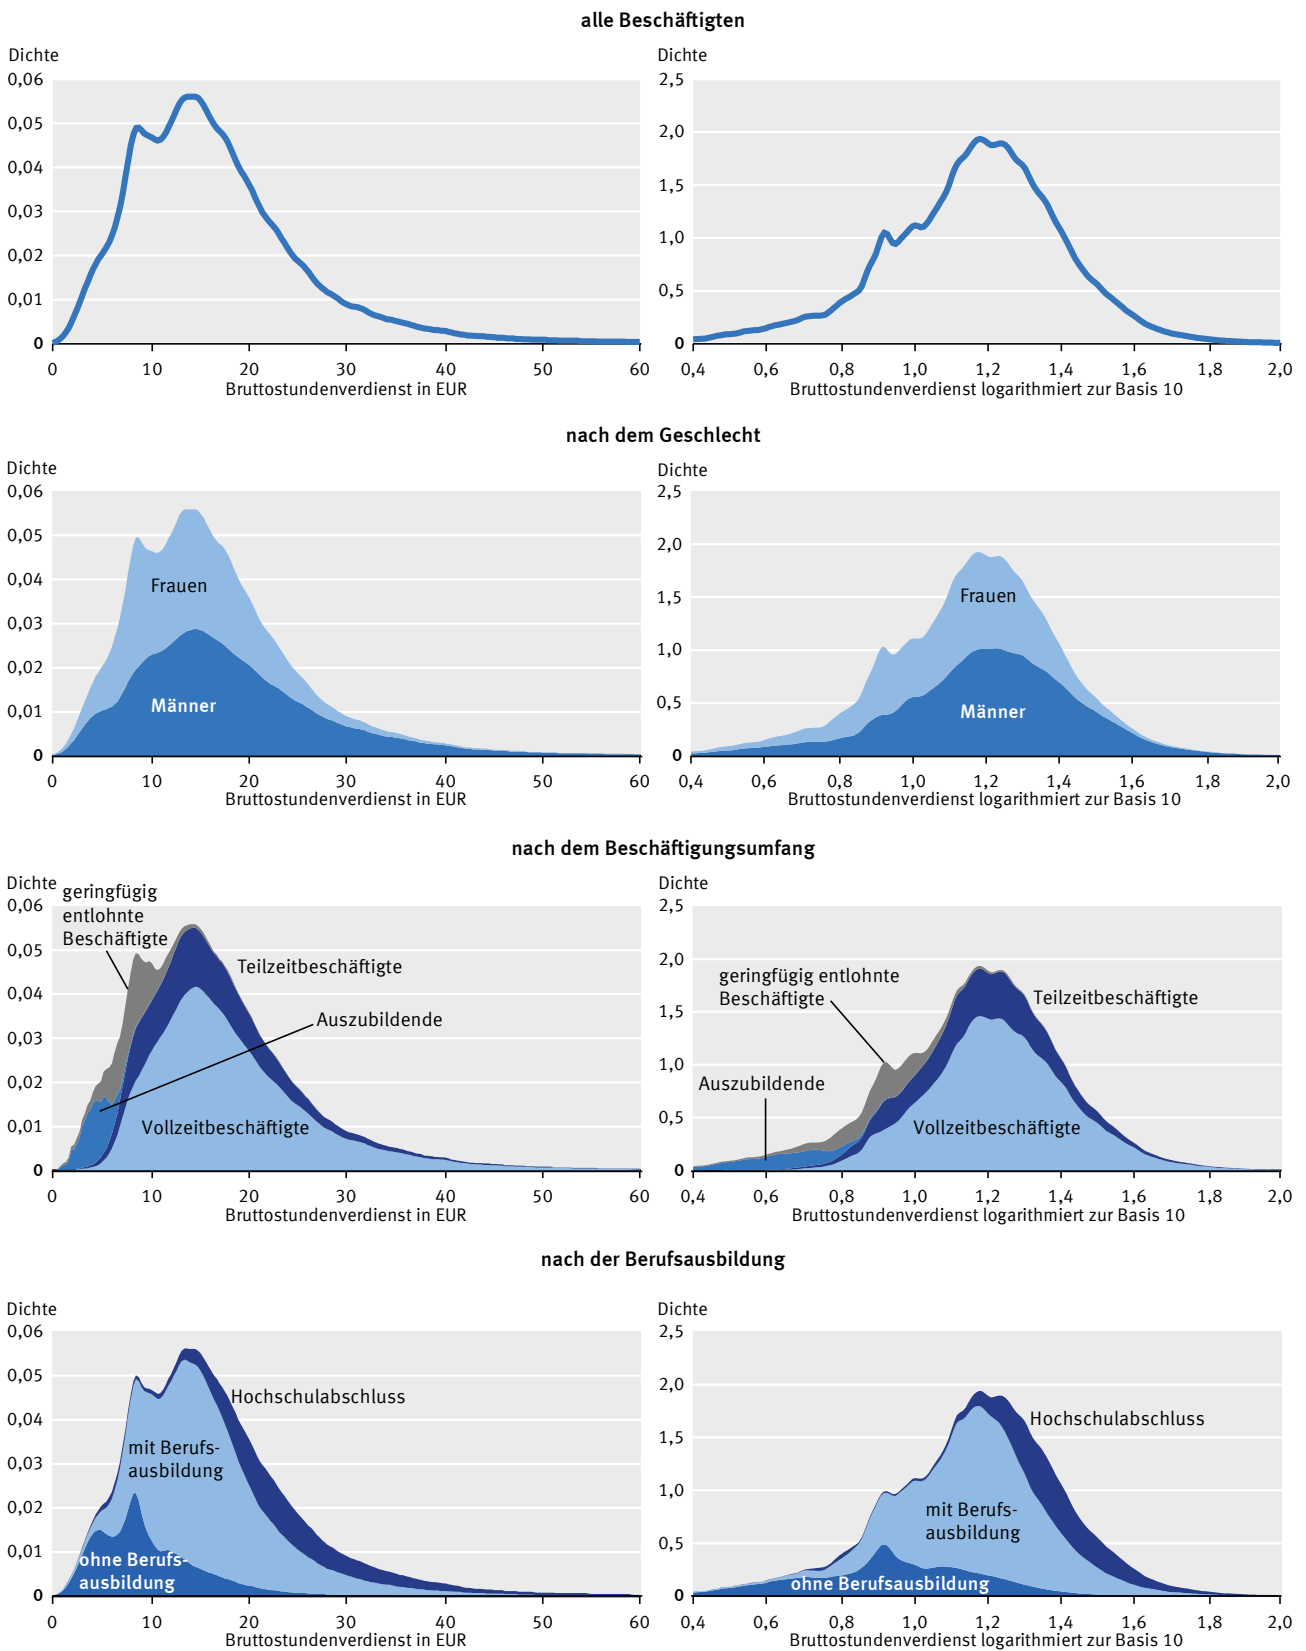 alle Beschäftigten
Dichte
0,06
0,05
0,04
0,03
0,02
0,01
0
0 10 20 30 40 50 60
Bruttostundenverdienst in EUR
Dichte
2,5
2,0
1,5
1,0
0,5
0
0,4 0,6 0,8 1,0 1,2 1,4 1,6 1,8 2,0
Bruttostundenverdienst logarithmiert zur Basis 10
nach dem Geschlecht
Dichte
0,06
0,05
0,04
0,03
0,02
0,01
0
Frauen
Männer
0 10 20 30 40 50 60
Bruttostundenverdienst in EUR
Dichte
2,5
2,0
1,5
1,0
0,5
0
Frauen
Männer
0,4 0,6 0,8 1,0 1,2 1,4 1,6 1,8 2,0
Bruttostundenverdienst logarithmiert zur Basis 10
nach dem Beschäftigungsumfang
Dichte
0,06
0,05
0,04
0,03
0,02
0,01
0
geringfügig
entlohnte
Beschäftigte
Teilzeitbeschäftigte
Auszubildende
Vollzeitbeschäftigte
0 10 20 30 40 50 60
Bruttostundenverdienst in EUR
Dichte
2,5
2,0
1,5
1,0
0,5
0
geringfügig entlohnte
Beschäftigte
Teilzeitbeschäftigte
Auszubildende
Vollzeitbeschäftigte
0,4 0,6 0,8 1,0 1,2 1,4 1,6 1,8 2,0
Bruttostundenverdienst logarithmiert zur Basis 10
nach der Berufsausbildung
Dichte
0,06
0,05
0,04
0,03
0,02
0,01
0
Hochschulabschluss
mit Berufs-
ausbildung
ohne Berufs-
ausbildung
0 10 20 30 40 50 60
Bruttostundenverdienst in EUR
Dichte
2,5
2,0
1,5
1,0
0,5
0
Hochschulabschluss
mit Berufs-
ausbildung
ohne Berufsausbildung
0,4 0,6 0,8 1,0 1,2 1,4 1,6 1,8 2,0
Bruttostundenverdienst logarithmiert zur Basis 10